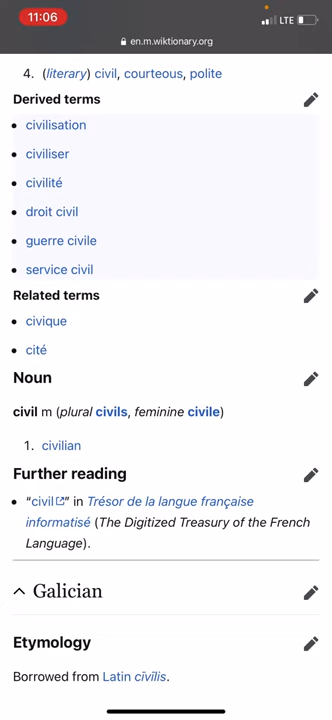 11:06
LTE
en.m.wiktionary.org
4. (literary) civil, courteous, polite
Derived terms
civilisation
civiliser
civilité
droit civil
guerre civile
service civil
Related terms
civique
cité
Noun
civil m (plural civils, feminine civile)
1. civilian
Further reading
“civil” in Trésor de la langue française
informatisé (The Digitized Treasury of the French
Language).
Galician
Etymology
Borrowed from Latin cīvīlis.